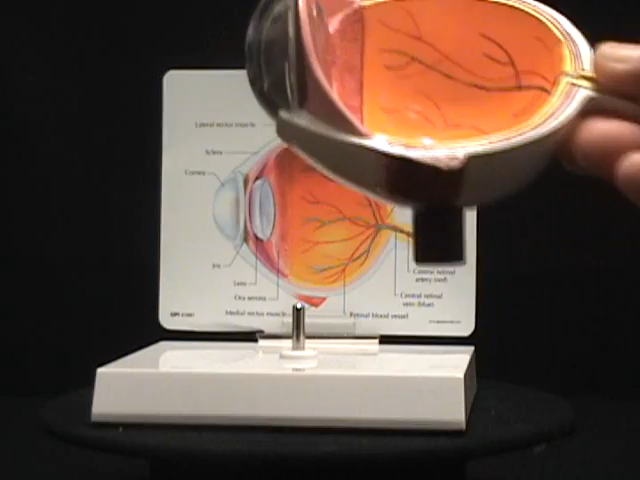 Lateral rectus muscle
Sclera
Cornea
Iris
Lens
Ora serrata
Medial rectus muscle
Retinal blood vessel
Central retinal
artery (red)
Central retinal
vein (blue)